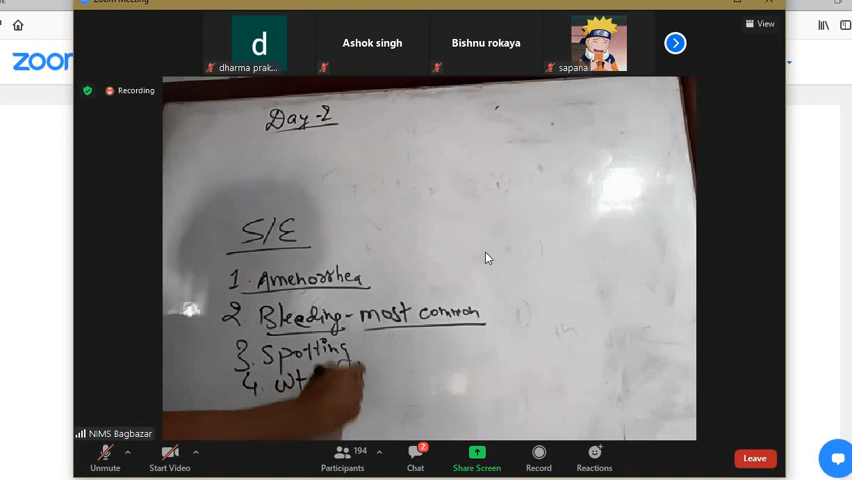 Zoom Meeting
zoom
View
d
Ashok singh
Bishnu rokaya
dharma prak...
sapana
Recording
Day-2
S/E
1. Amenorrhea
2. Bleeding - most common
3. Spotting
4. Wt
NIMS Bagbazar
194
2
Unmute
Start Video
Participants
Chat
Share Screen
Record
Reactions
Leave